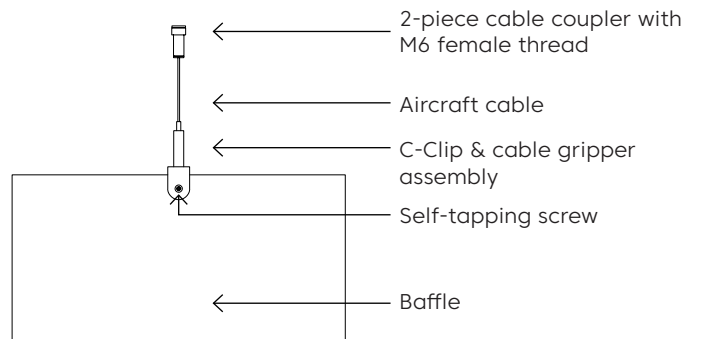 2-piece cable coupler with
M6 female thread
Aircraft cable
C-Clip & cable gripper
assembly
Self-tapping screw
Baffle